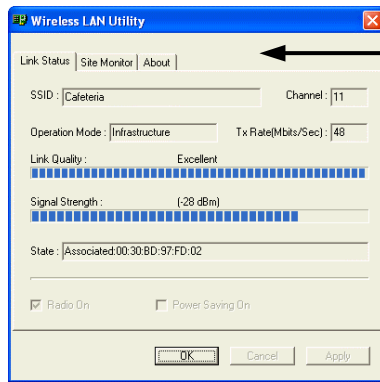 Wireless LAN Utility
Link Status Site Monitor About
SSID : Cafeteria Channel : 11
Operation Mode : Infrastructure Tx Rate(Mbits/Sec) : 48
Link Quality : Excellent
Signal Strength : (-28 dBm)
State : Associated:00:30:BD:97:FD:02
Radio On Power Saving On
OK Cancel Apply